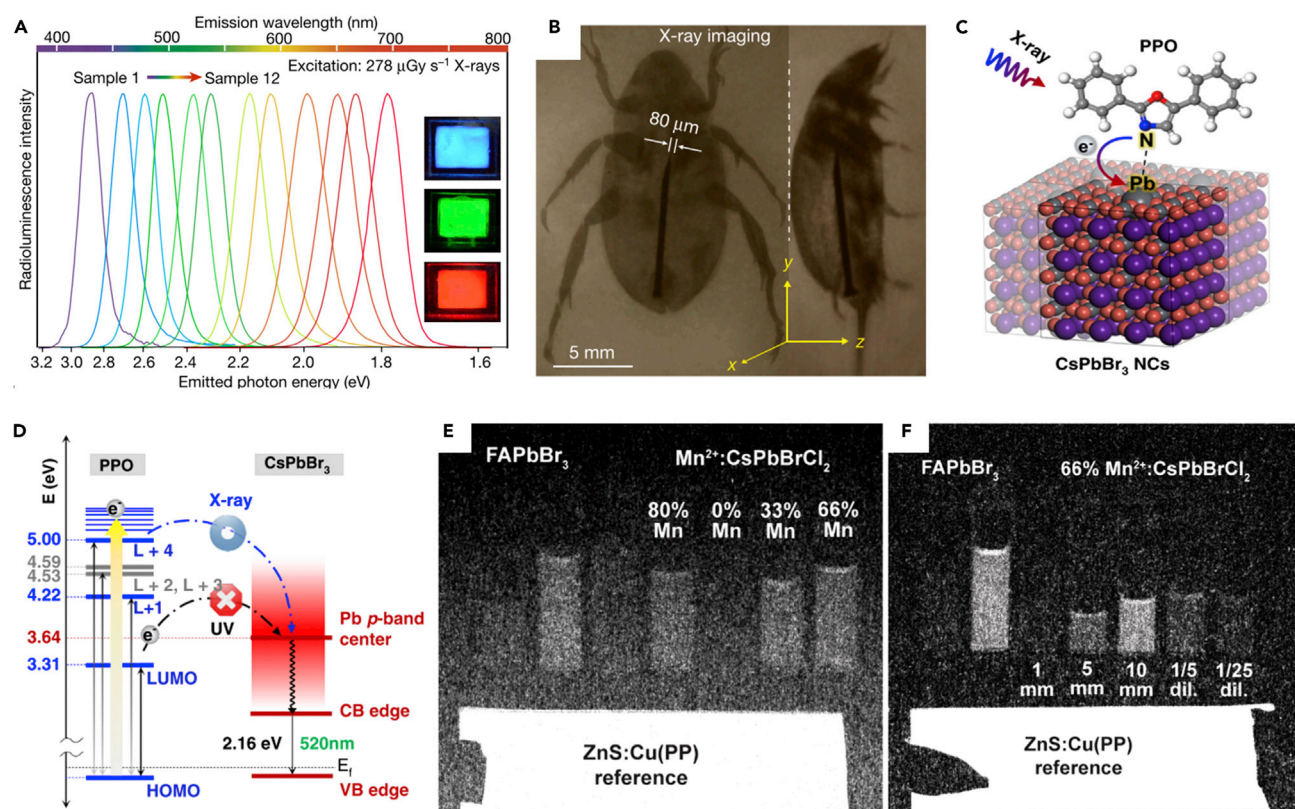 A
Emission wavelength (nm)
400 500 600 700 800
Sample 1 Sample 12
Excitation: 278 μGy s⁻¹ X-rays
Radioluminescence intensity
3.2 3.0 2.8 2.6 2.4 2.2 2.0 1.8 1.6
Emitted photon energy (eV)
B
X-ray imaging
80 μm
5 mm
y
z
x
C
X-ray
PPO
N
e-
Pb
CsPbBr₃ NCs
D
E (eV)
PPO
CsPbBr₃
e-
X-ray
5.00
L + 4
4.59
4.53
L + 2, L + 3
4.22
L+1
UV
e-
3.64
Pb p-band
center
3.31
LUMO
CB edge
2.16 eV
520nm
E_f
HOMO
VB edge
E
FAPbBr₃
Mn²⁺:CsPbBrCl₂
80% 0% 33% 66%
Mn Mn Mn Mn
ZnS:Cu(PP)
reference
F
FAPbBr₃
66% Mn²⁺:CsPbBrCl₂
1 5 10 1/5 1/25
mm mm mm dil. dil.
ZnS:Cu(PP)
reference